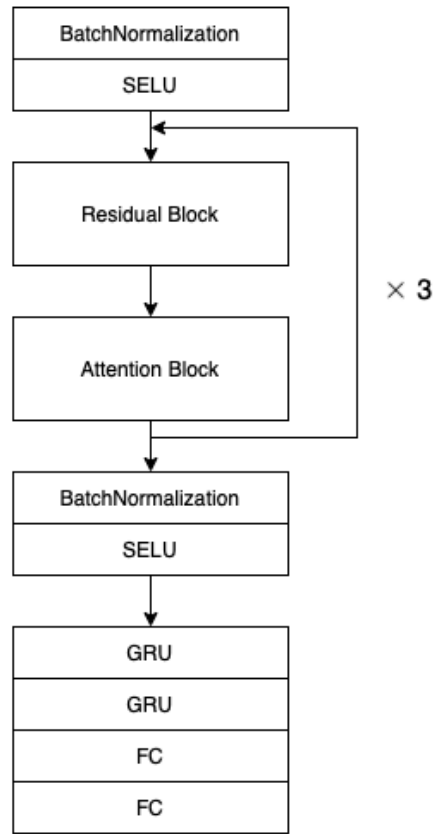 BatchNormalization
SELU
Residual Block
× 3
Attention Block
BatchNormalization
SELU
GRU
GRU
FC
FC